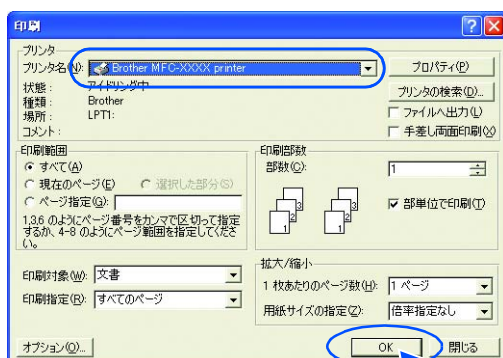 印刷
プリンタ
プリンタ名(N): Brother MFC-XXXX printer プロパティ(P)
状態: アイドリング中 プリンタの検索(D)...
種類: Brother
場所: LPT1: ファイルへ出力(L)
コメント: 手差し両面印刷(X)
印刷範囲 印刷部数
すべて(A) 部数(C): 1
現在のページ(E) 選択した部分(S)
ページ指定(G): 部単位で印刷(T)
1,3,6 のようにページ番号をカンマで区切って指定
するか、4-8 のようにページ範囲を指定してくださ
い。
1 1 2 2 3 3
拡大/縮小
印刷対象(W): 文書 1 枚あたりのページ数(H): 1 ページ
印刷指定(R): すべてのページ 用紙サイズの指定(Z): 倍率指定なし
オプション(O)... OK 閉じる